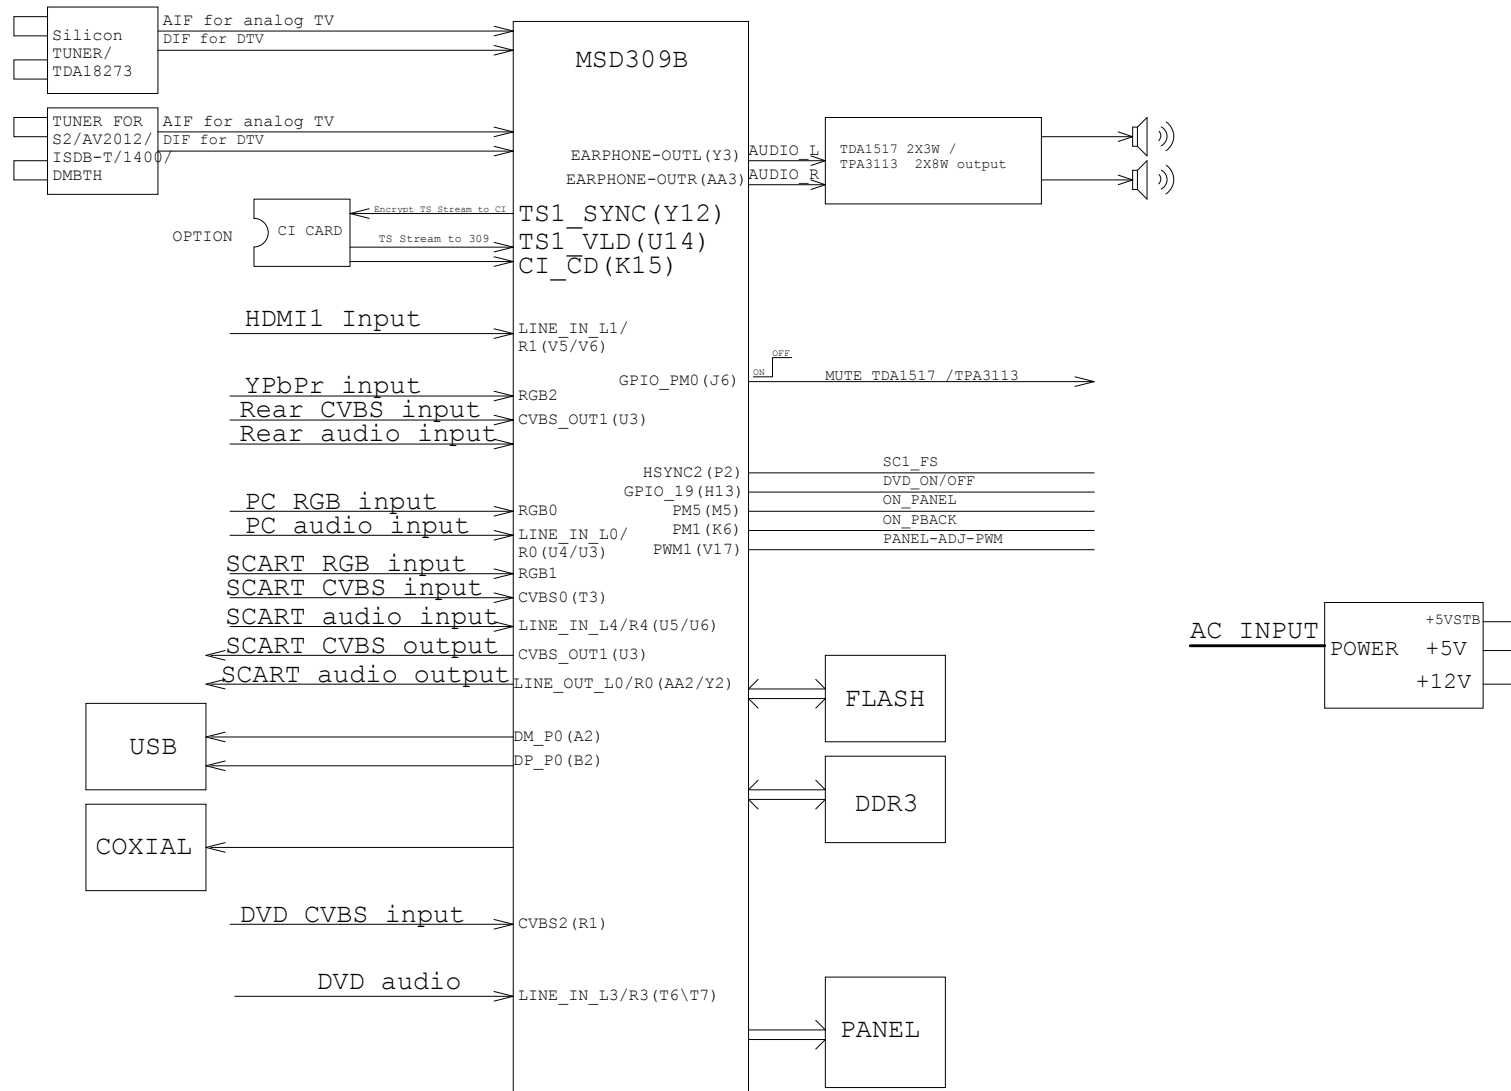 AIF for analog TV
DIF for DTV
Silicon
TUNER/
TDA18273
MSD309B
TUNER FOR
S2/AV2012/
ISDB-T/1400/
DMBTH
AIF for analog TV
DIF for DTV
EARPHONE-OUTL(Y3)
AUDIO_L
EARPHONE-OUTR(AA3)
AUDIO_R
TDA1517 2X3W /
TPA3113 2X8W output
OPTION
CI CARD
Encrypt TS Stream to CI
TS Stream to 309
TS1_SYNC(Y12)
TS1_VLD(U14)
CI_CD(K15)
HDMI1 Input
LINE_IN_L1/
R1(V5/V6)
GPIO_PM0(J6)
ON
OFF
MUTE TDA1517 /TPA3113
YPbPr input
RGB2
Rear CVBS input
CVBS_OUT1(U3)
Rear audio input
HSYNC2(P2)
SC1_FS
GPIO_19(H13)
DVD_ON/OFF
PM5(M5)
ON_PANEL
PM1(K6)
ON_PBACK
PWM1(V17)
PANEL-ADJ-PWM
PC RGB input
RGB0
PC audio input
LINE_IN_L0/
R0(U4/U3)
SCART RGB input
RGB1
SCART CVBS input
CVBS0(T3)
SCART audio input
LINE_IN_L4/R4(U5/U6)
SCART CVBS output
CVBS_OUT1(U3)
SCART audio output
LINE_OUT_L0/R0(AA2/Y2)
AC INPUT
POWER
+5VSTB
+5V
+12V
FLASH
USB
DM_P0(A2)
DP_P0(B2)
DDR3
COXIAL
DVD CVBS input
CVBS2(R1)
DVD audio
LINE_IN_L3/R3(T6\T7)
PANEL